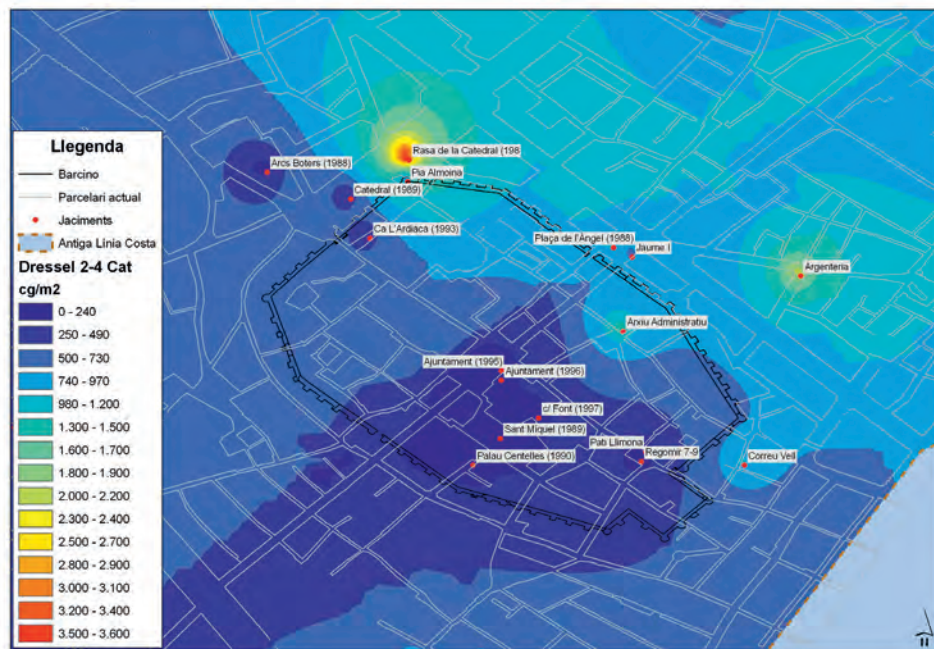 Llegenda
Barcino
Parcelari actual
Jaciments
Antiga Línia Costa
Dressel 2-4 Cat
cg/m2
0 - 240
250 - 490
500 - 730
740 - 970
980 - 1.200
1.300 - 1.500
1.600 - 1.700
1.800 - 1.900
2.000 - 2.200
2.300 - 2.400
2.500 - 2.700
2.800 - 2.900
3.000 - 3.100
3.200 - 3.400
3.500 - 3.600
Rasa de la Catedral (198
Arcs Boters (1988)
Pia Almoina
Catedral (1989)
Ca L'Ardiaca (1993)
Plaça de l'Àngel (1988)
Jaume I
Argenteria
Arxiu Administratiu
Ajuntament (1995)
Ajuntament (1996)
c/ Font (1997)
Sant Miquel (1989)
Pati Llimona
Palau Centelles (1990)
Regomir 7-9
Correu Vell
N